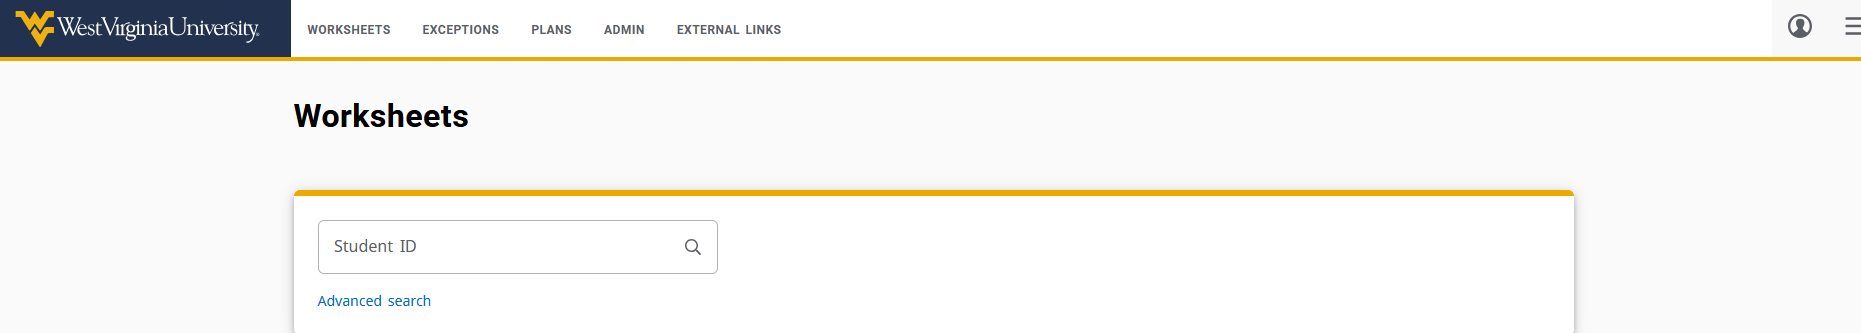 WestVirginiaUniversity.
WORKSHEETS EXCEPTIONS PLANS ADMIN EXTERNAL LINKS
Worksheets
Student ID
Advanced search